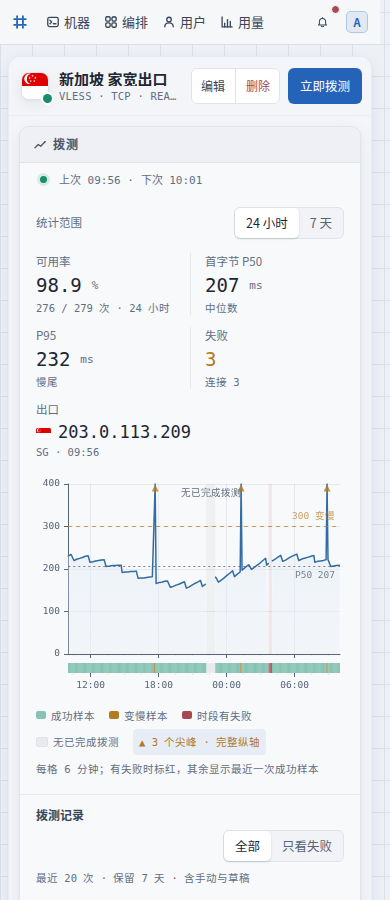 机器 编排 用户 用量 A
新加坡 家宽出口
VLESS · TCP · REA…
编辑 删除 立即拨测
拨测
上次 09:56 · 下次 10:01
统计范围 24 小时 7 天
可用率 首字节 P50
98.9 % 207 ms
276 / 279 次 · 24 小时 中位数
P95 失败
232 ms 3
慢尾 连接 3
出口
203.0.113.209
SG · 09:56
400
无已完成拨测
300
300 变慢
200
P50 207
100
0
12:00 18:00 00:00 06:00
成功样本 变慢样本 时段有失败
无已完成拨测 ▲ 3 个尖峰 · 完整纵轴
每格 6 分钟; 有失败时标红, 其余显示最近一次成功样本
拨测记录
全部 只看失败
最近 20 次 · 保留 7 天 · 含手动与草稿